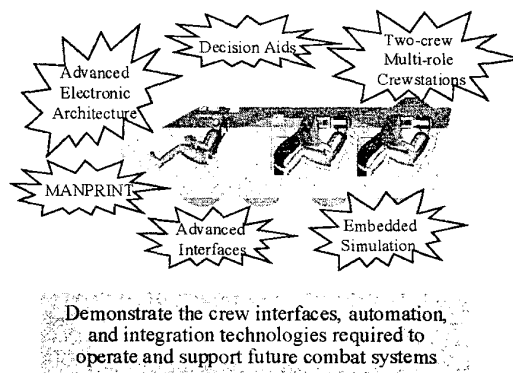 Decision Aids
Two-crew
Multi-role
Crewstations
Advanced
Electronic
Architecture
MANPRINT
Advanced
Interfaces
Embedded
Simulation
Demonstrate the crew interfaces, automation,
and integration technologies required to
operate and support future combat systems